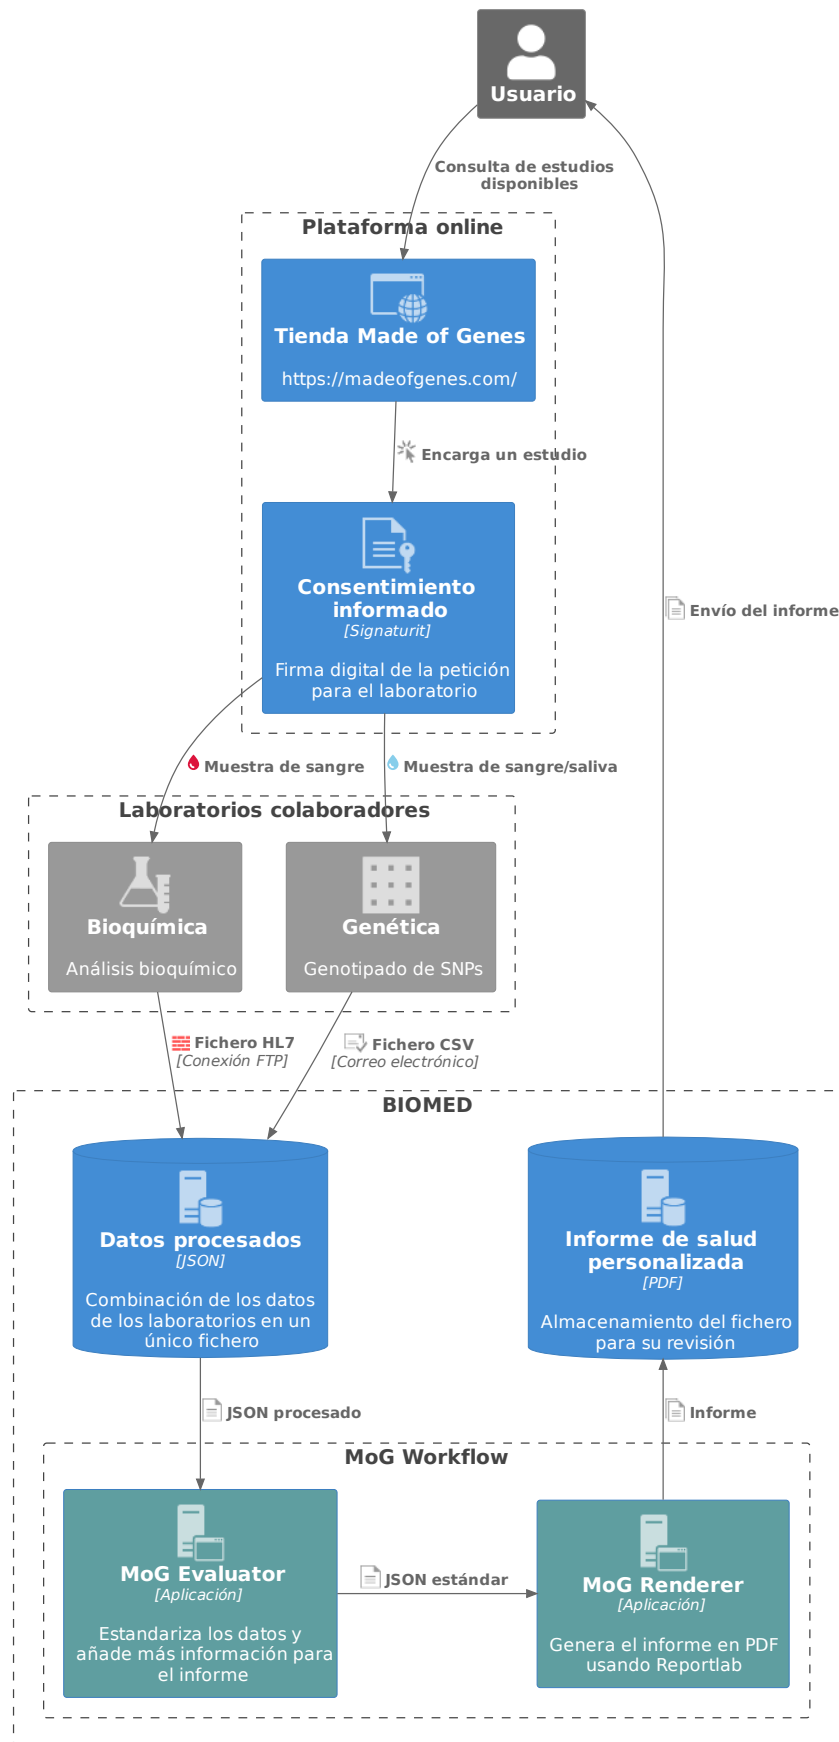 Usuario
Consulta de estudios
disponibles
Plataforma online
Tienda Made of Genes
https://madeofgenes.com/
Encarga un estudio
Consentimiento
informado
[Signaturit]
Firma digital de la petición
para el laboratorio
Envío del informe
Muestra de sangre
Muestra de sangre/saliva
Laboratorios colaboradores
Bioquímica
Análisis bioquímico
Genética
Genotipado de SNPs
Fichero HL7
[Conexión FTP]
Fichero CSV
[Correo electrónico]
BIOMED
Datos procesados
[JSON]
Combinación de los datos
de los laboratorios en un
único fichero
Informe de salud
personalizada
[PDF]
Almacenamiento del fichero
para su revisión
JSON procesado
Informe
MoG Workflow
MoG Evaluator
[Aplicación]
Estandariza los datos y
añade más información para
el informe
JSON estándar
MoG Renderer
[Aplicación]
Genera el informe en PDF
usando Reportlab